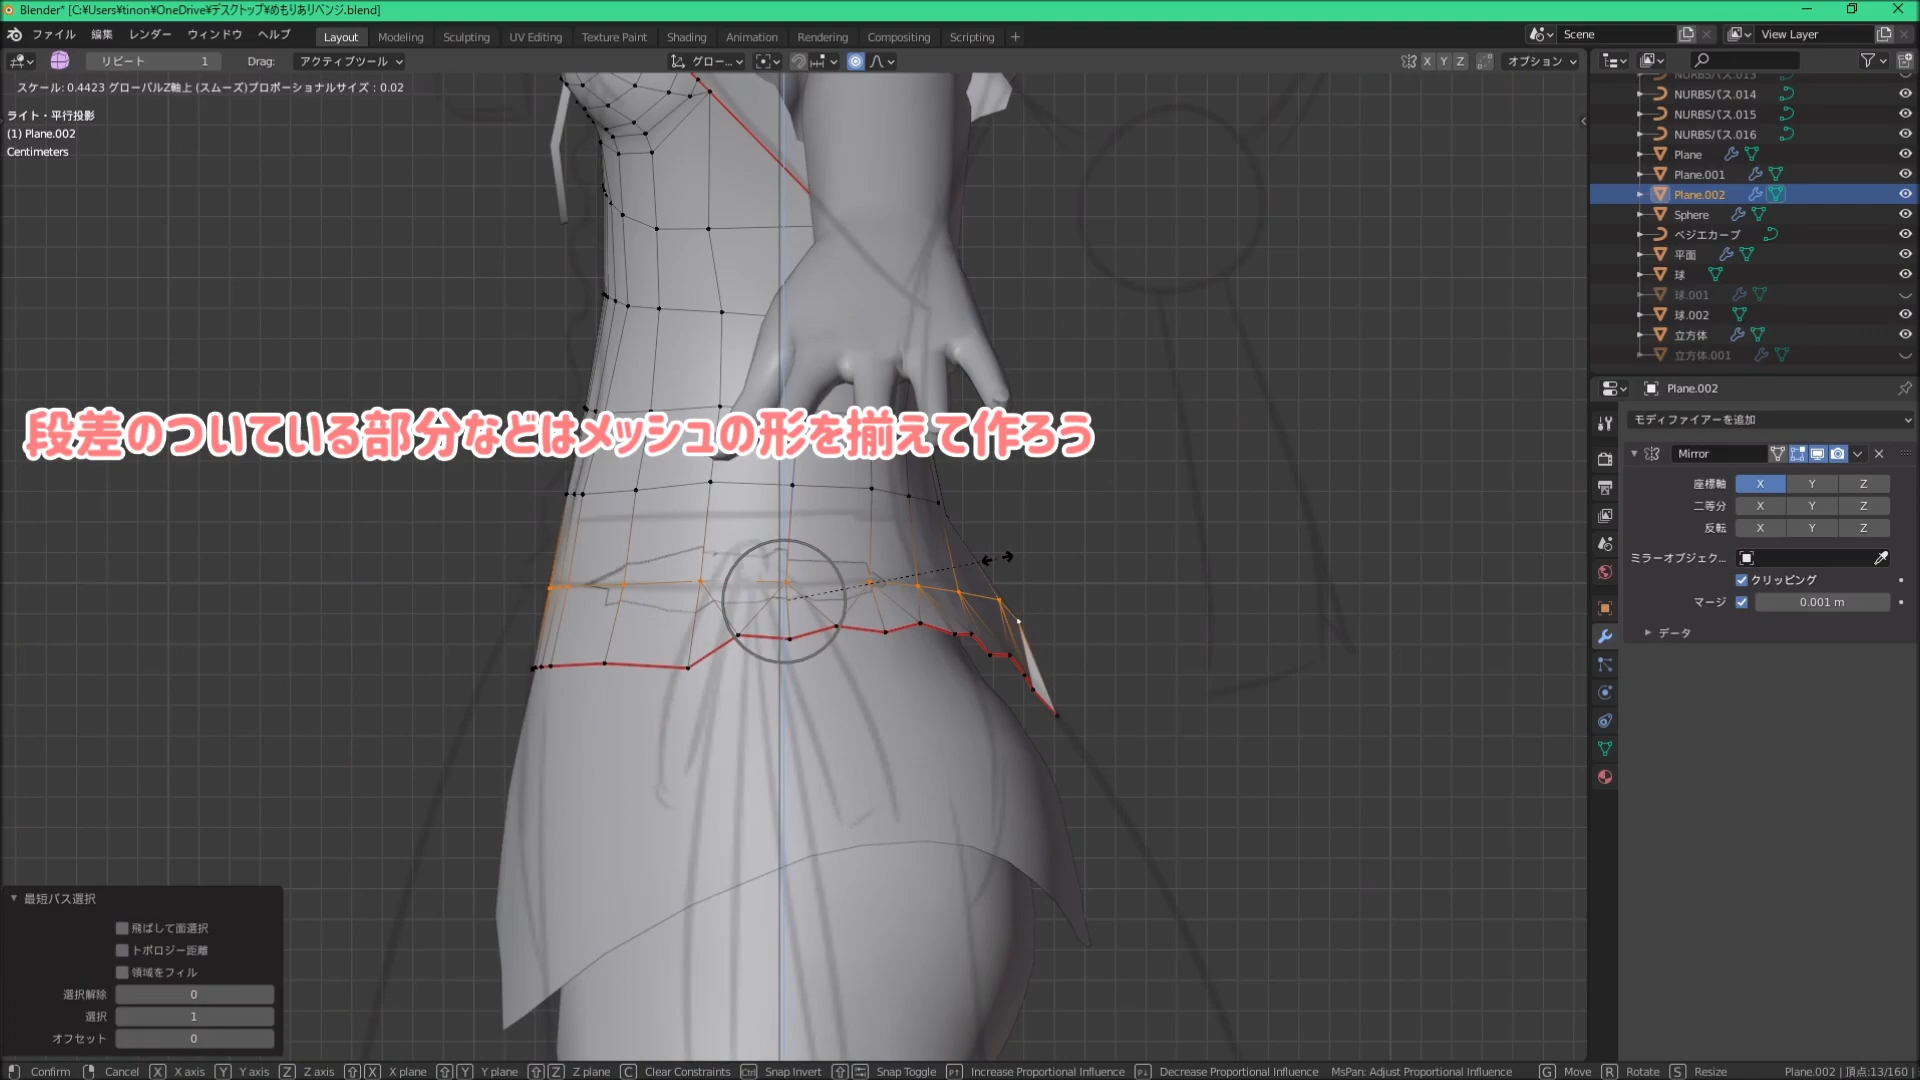 Blender* [C:¥Users¥tinon¥OneDrive¥デスクトップ¥めもりありベンジ.blend]
ファイル 編集 レンダー ウィンドウ ヘルプ Layout Modeling Sculpting UV Editing Texture Paint Shading Animation Rendering Compositing Scripting + Scene View Layer
リピート 1 Drag: アクティブツール グロー... X Y Z オプション
スケール: 0.4423 グローバルZ軸上 (スムーズ)プロポーショナルサイズ : 0.02
ライト・平行投影
(1) Plane.002
Centimeters
段差のついている部分などはメッシュの形を揃えて作ろう
NURBSパス.013
NURBSパス.014
NURBSパス.015
NURBSパス.016
Plane
Plane.001
Plane.002
Sphere
ベジエカーブ
平面
球
球.001
球.002
立方体
立方体.001
Plane.002
モディファイアーを追加
Mirror
座標軸 X Y Z
二等分 X Y Z
反転 X Y Z
ミラーオブジェク...
クリッピング
マージ 0.001 m
データ
最短パス選択
飛ばして面選択
トポロジー距離
領域をフィル
選択解除 0
選択 1
オフセット 0
Confirm Cancel X X axis Y Y axis Z Z axis X X plane Y Y plane Z Z plane C Clear Constraints Ctrl Snap Invert Snap Toggle P↑ Increase Proportional Influence P↓ Decrease Proportional Influence MsPan: Adjust Proportional Influence G Move R Rotate S Resize Plane.002 | 頂点:13/160 |